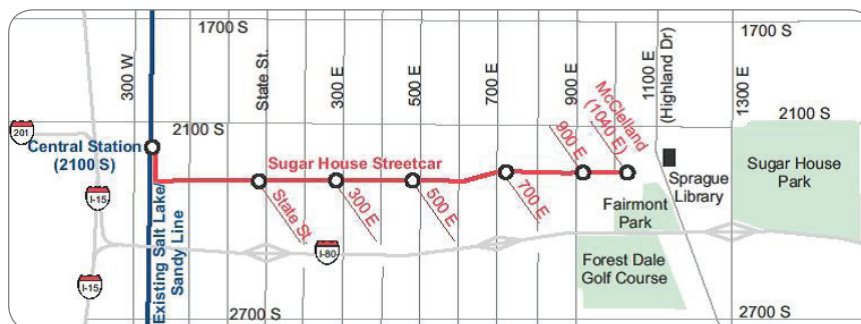 1700 S
1700 S
300 W
State St.
300 E
500 E
700 E
900 E
McClelland
(1040 E)
1100 E
(Highland Dr)
1300 E
201
2100 S
2100 S
Central Station
(2100 S)
Sugar House Streetcar
900 E
Sprague
Library
Sugar House
Park
I-15
State St.
300 E
500 E
700 E
Fairmont
Park
I-80
Forest Dale
Golf Course
I-15
Existing Salt Lake/
Sandy Line
2700 S
2700 S